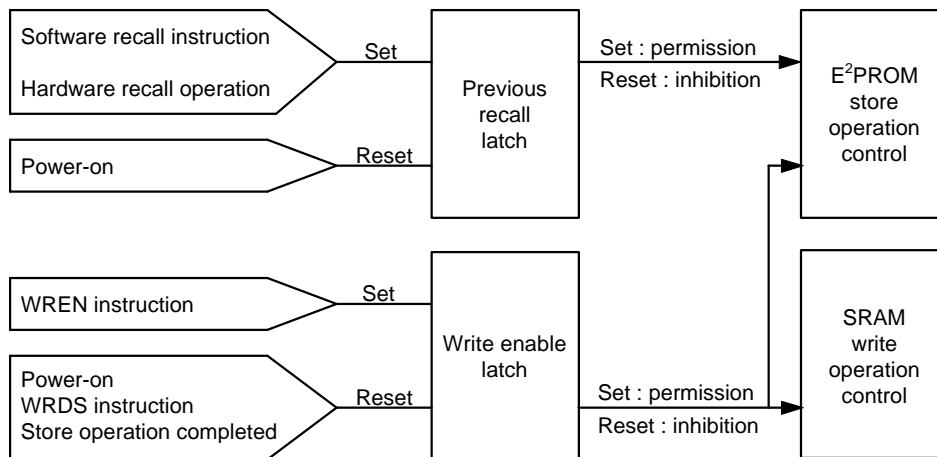 Software recall instruction
Hardware recall operation
Set
Previous
recall
latch
Set : permission
Reset : inhibition
E²PROM
store
operation
control
Power-on
Reset
WREN instruction
Set
Write enable
latch
Power-on
WRDS instruction
Store operation completed
Reset
Set : permission
Reset : inhibition
SRAM
write
operation
control